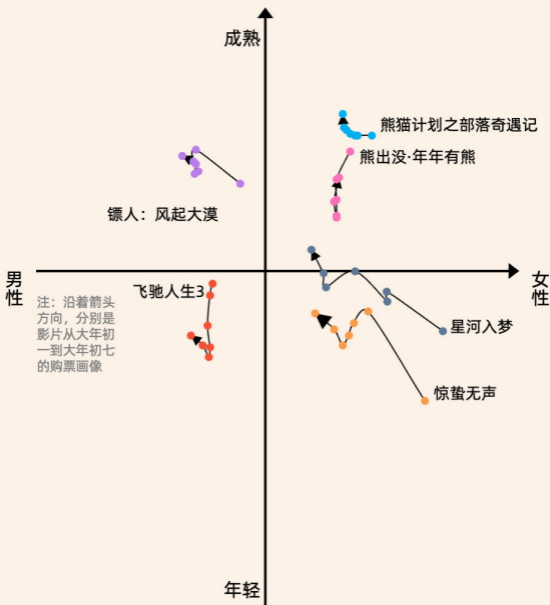 成熟
熊猫计划之部落奇遇记
熊出没·年年有熊
镖人：风起大漠
男性
女性
飞驰人生3
注：沿着箭头
方向，分别是
影片从大年初
一到大年初七
的购票画像
星河入梦
惊蛰无声
年轻